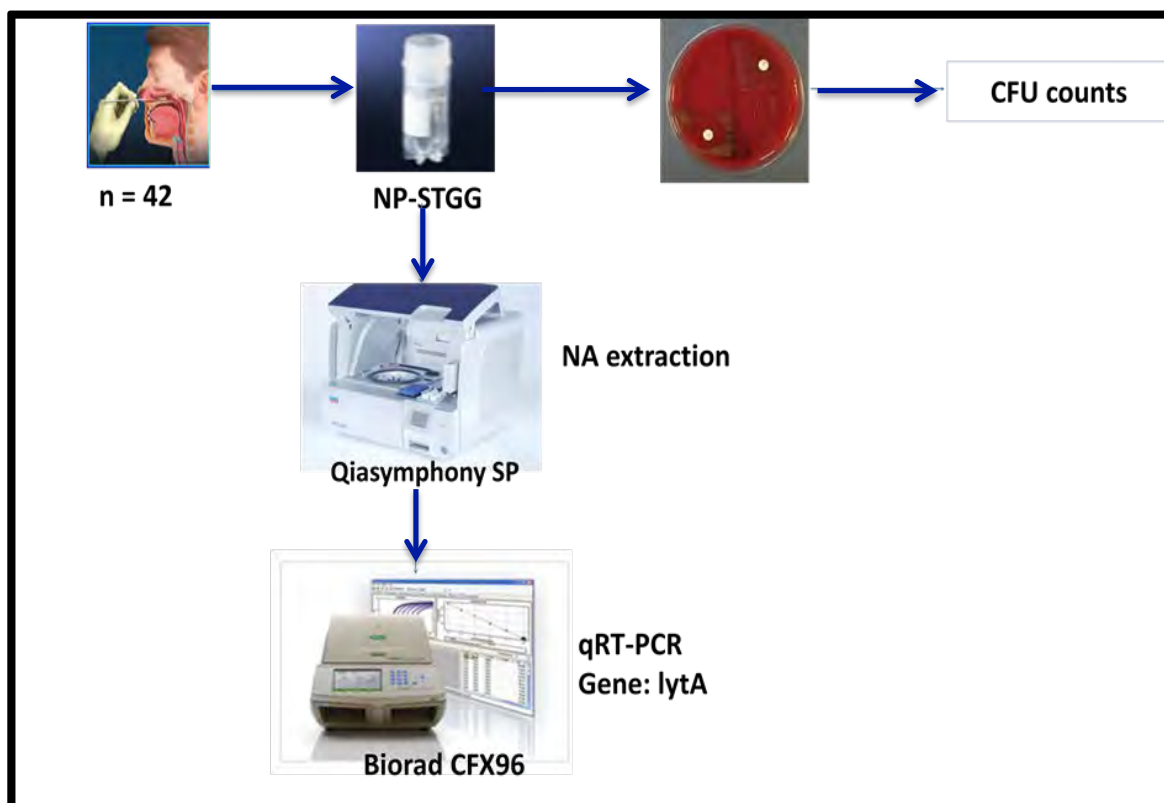 CFU counts
n = 42
NP-STGG
NA extraction
Qiasymphony SP
qRT-PCR
Gene: lytA
Biorad CFX96